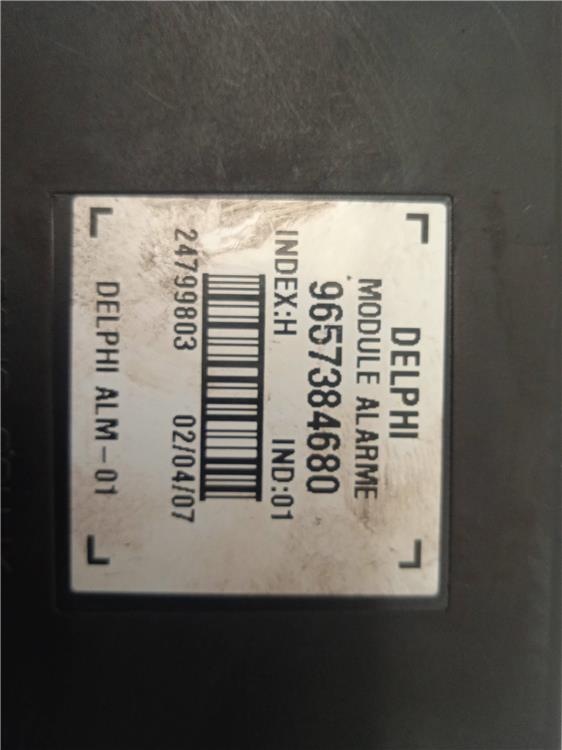 DELPHI
MODULE ALARME
9657384680
INDEX:H IND:01
24799803 02/04/07
DELPHI ALM-01